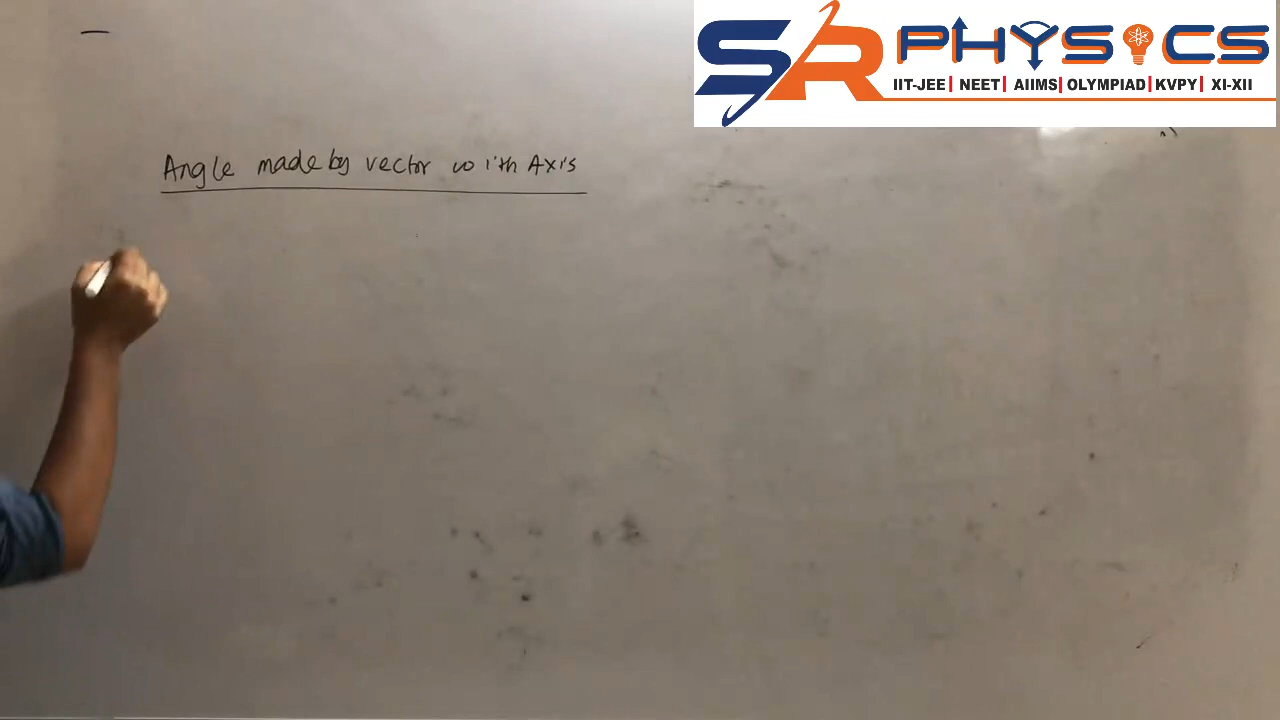 SR PHYSICS
IIT-JEE | NEET | AIIMS | OLYMPIAD | KVPY | XI-XII
Angle made by vector with Axis